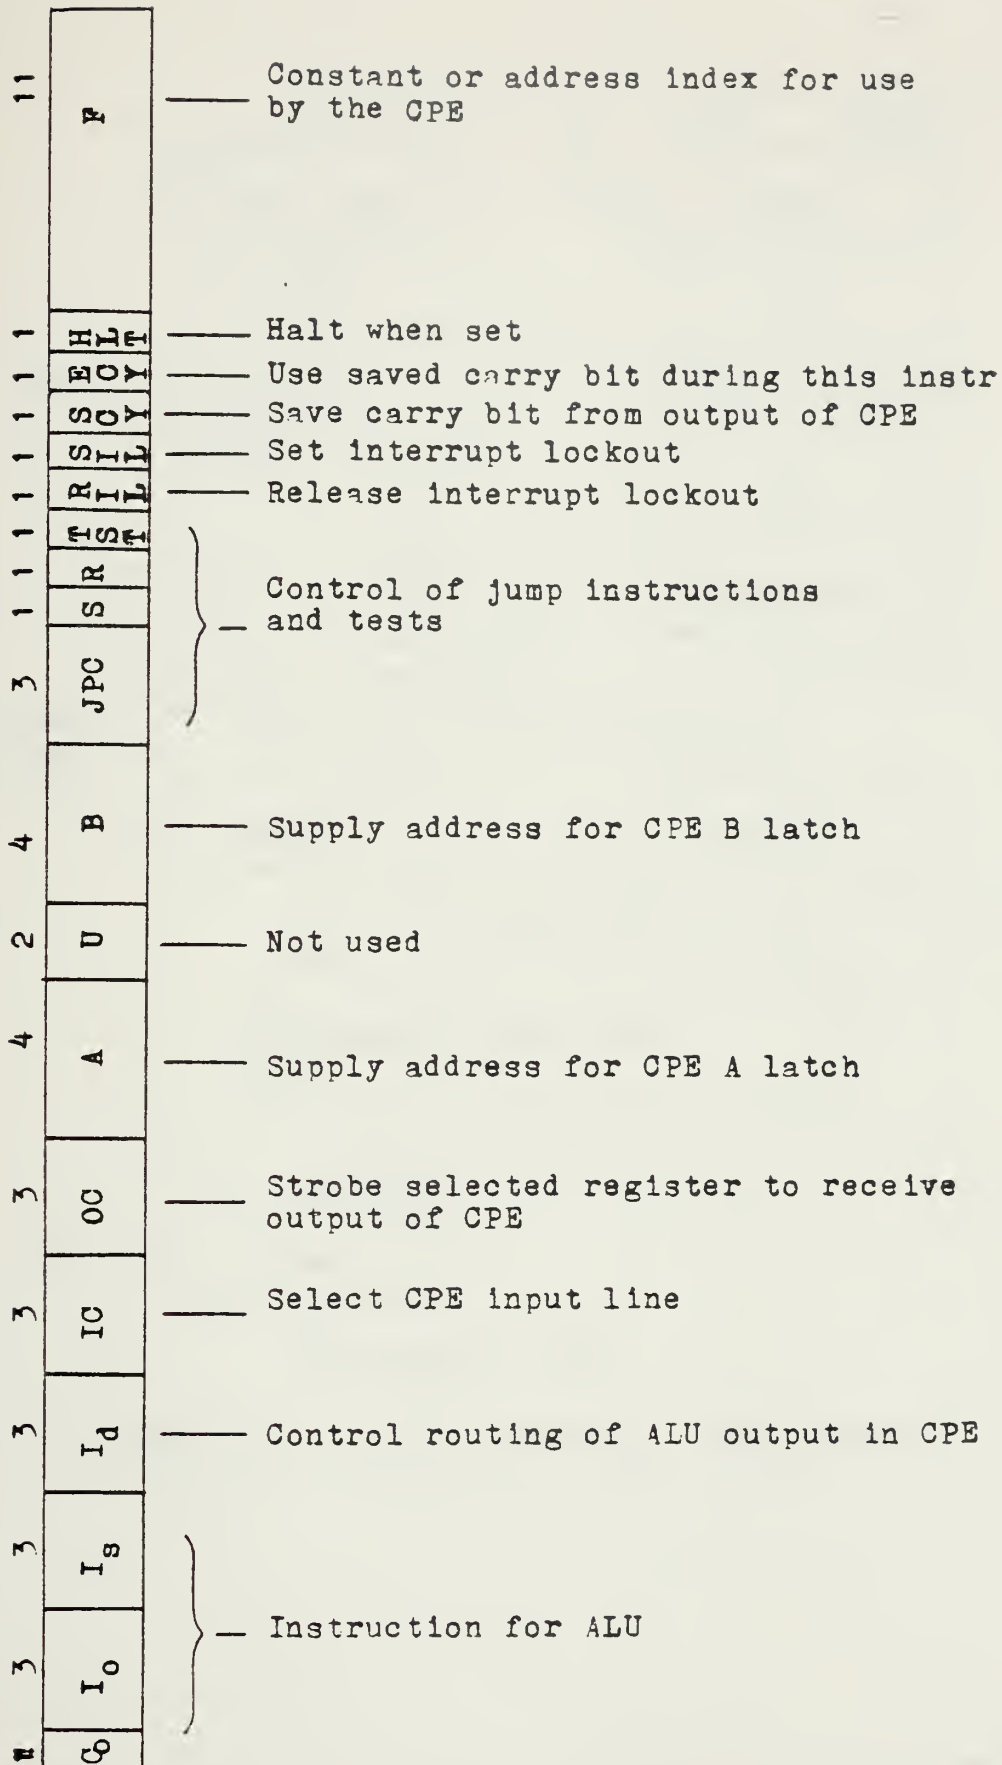 11
F
Constant or address index for use
by the CPE
1
HLT
Halt when set
1
ECY
Use saved carry bit during this instr
1
SCY
Save carry bit from output of CPE
1
SIL
Set interrupt lockout
1
RIL
Release interrupt lockout
1
TST
1
R
1
S
Control of jump instructions
and tests
3
JPC
4
B
Supply address for CPE B latch
2
U
Not used
4
A
Supply address for CPE A latch
3
OC
Strobe selected register to receive
output of CPE
3
IC
Select CPE input line
3
Id
Control routing of ALU output in CPE
3
Is
Instruction for ALU
3
Io
Co